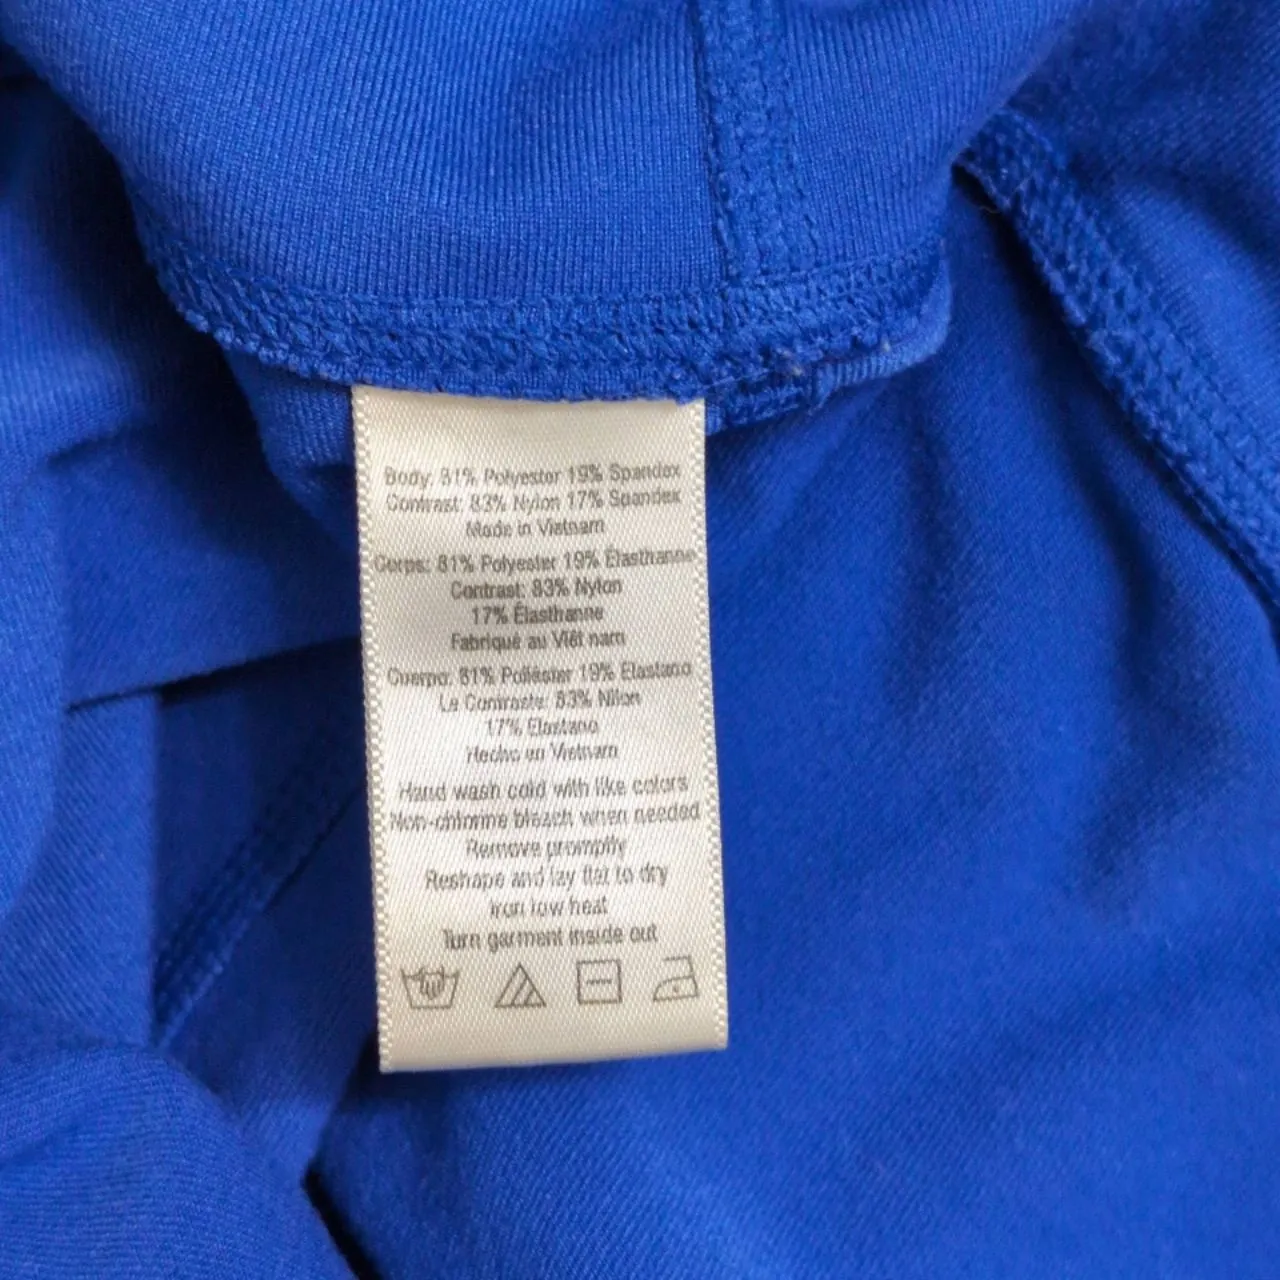 Body: 81% Polyester 19% Spandex
Contrast: 83% Nylon 17% Spandex
Made in Vietnam
Corps: 81% Polyester 19% Élasthanne
Contrast: 83% Nylon
17% Élasthanne
Fabriqué au Viêt nam
Cuerpo: 81% Poliéster 19% Elastano
Le Contraste: 83% Nilon
17% Elastano
Hecho en Vietnam
Hand wash cold with like colors
Non-chlorine bleach when needed
Remove promptly
Reshape and lay flat to dry
Iron low heat
Turn garment inside out